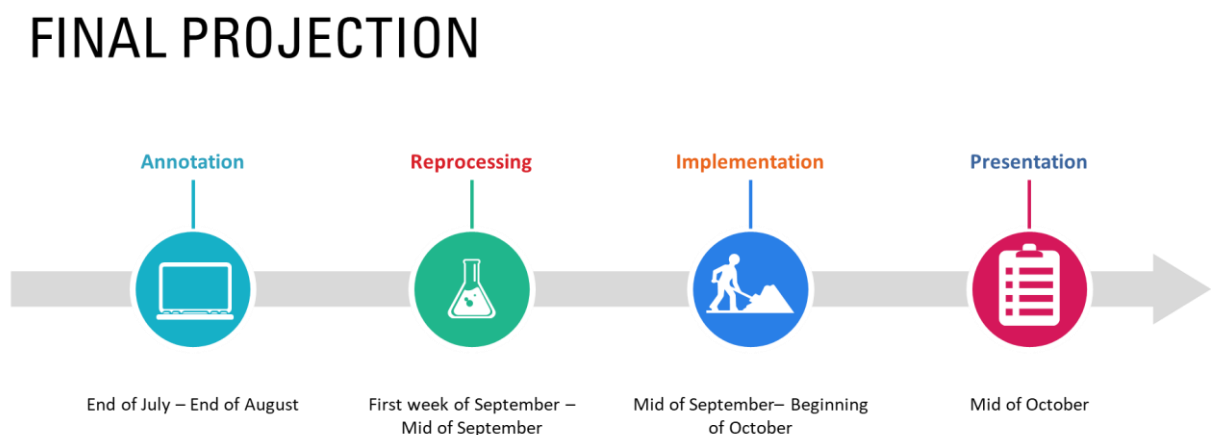 FINAL PROJECTION
Annotation
Reprocessing
Implementation
Presentation
End of July – End of August
First week of September –
Mid of September
Mid of September– Beginning
of October
Mid of October